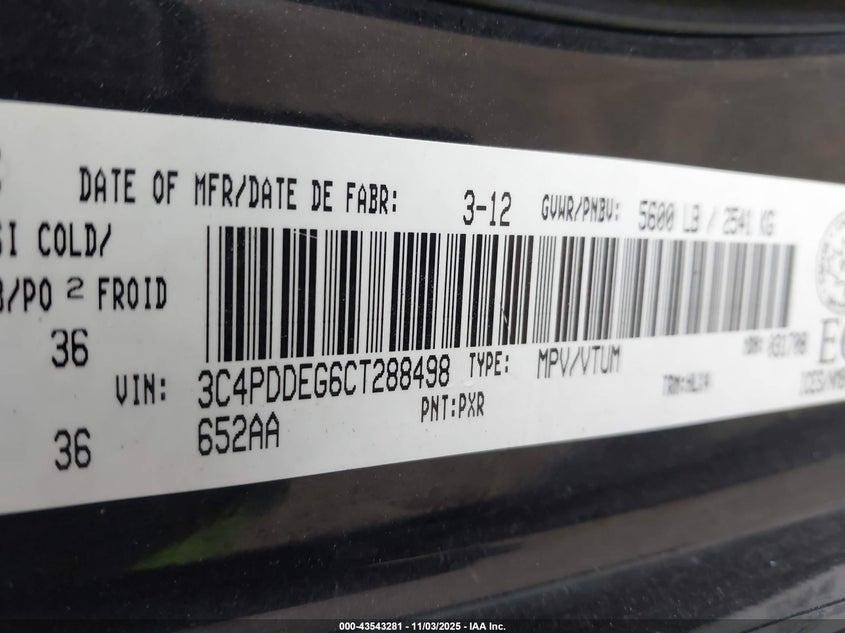 DATE OF MFR/DATE DE FABR: 3-12 GVWR/PNBV: 5600 LB / 2541 KG
SI COLD/
/PO 2 FROID
36
VIN: 3C4PDDEG6CT288498 TYPE: MPV/VTUM
PNT:PXR
36 652AA
000-43543281 - 11/03/2025 - IAA Inc.